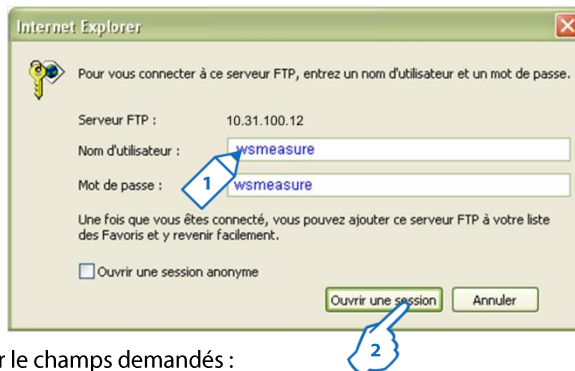 Internet Explorer
Pour vous connecter à ce serveur FTP, entrez un nom d'utilisateur et un mot de passe.
Serveur FTP : 10.31.100.12
Nom d'utilisateur : wsmeasure
Mot de passe : wsmeasure
1
Une fois que vous êtes connecté, vous pouvez ajouter ce serveur FTP à votre liste
des Favoris et y revenir facilement.
Ouvrir une session anonyme
Ouvrir une session Annuler
2
r le champs demandés :